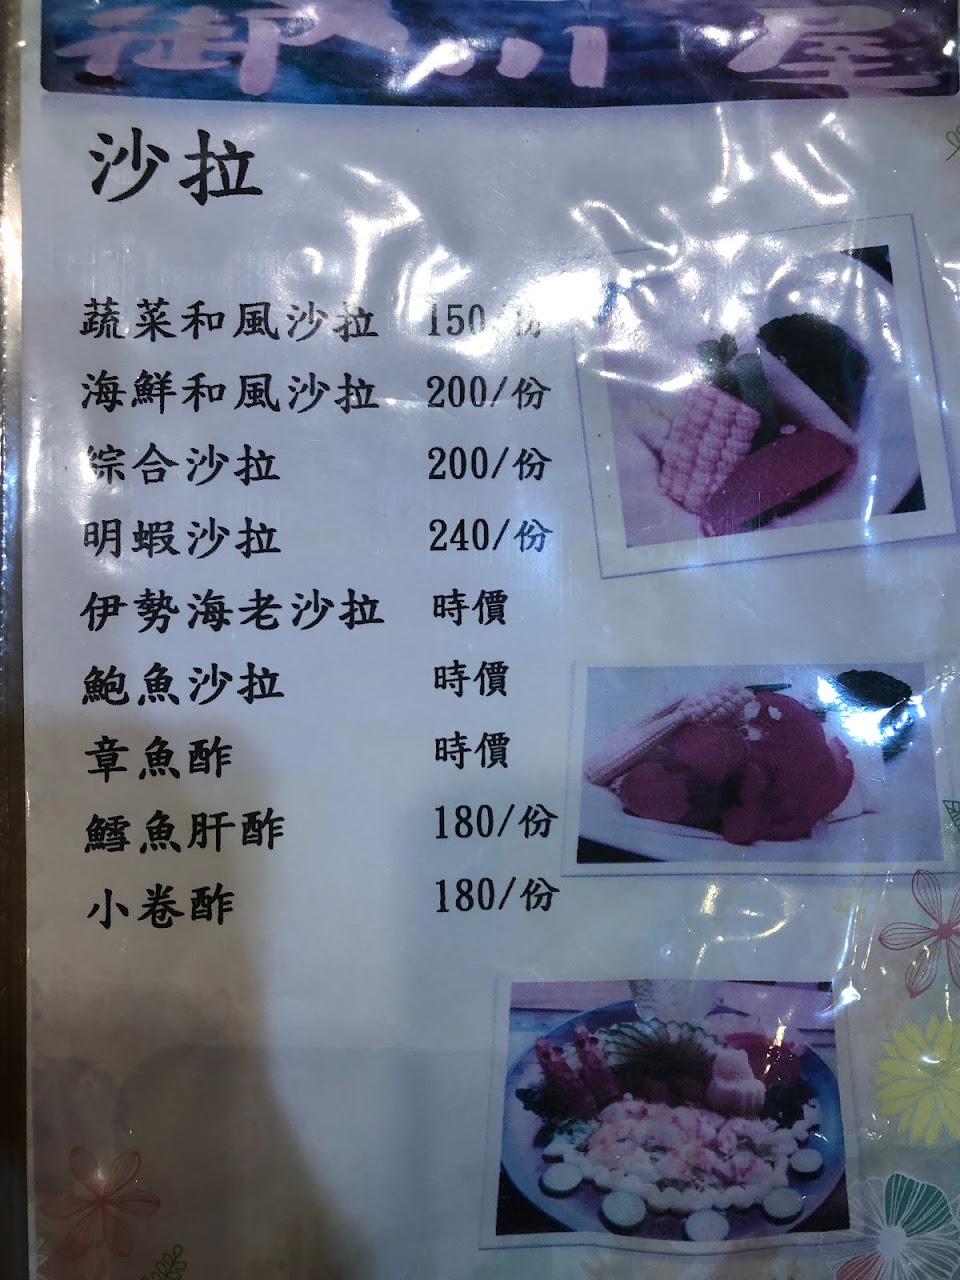 沙拉
蔬菜和風沙拉 150/份
海鮮和風沙拉 200/份
綜合沙拉 200/份
明蝦沙拉 240/份
伊勢海老沙拉 時價
鮑魚沙拉 時價
章魚酢 時價
鱈魚肝酢 180/份
小卷酢 180/份